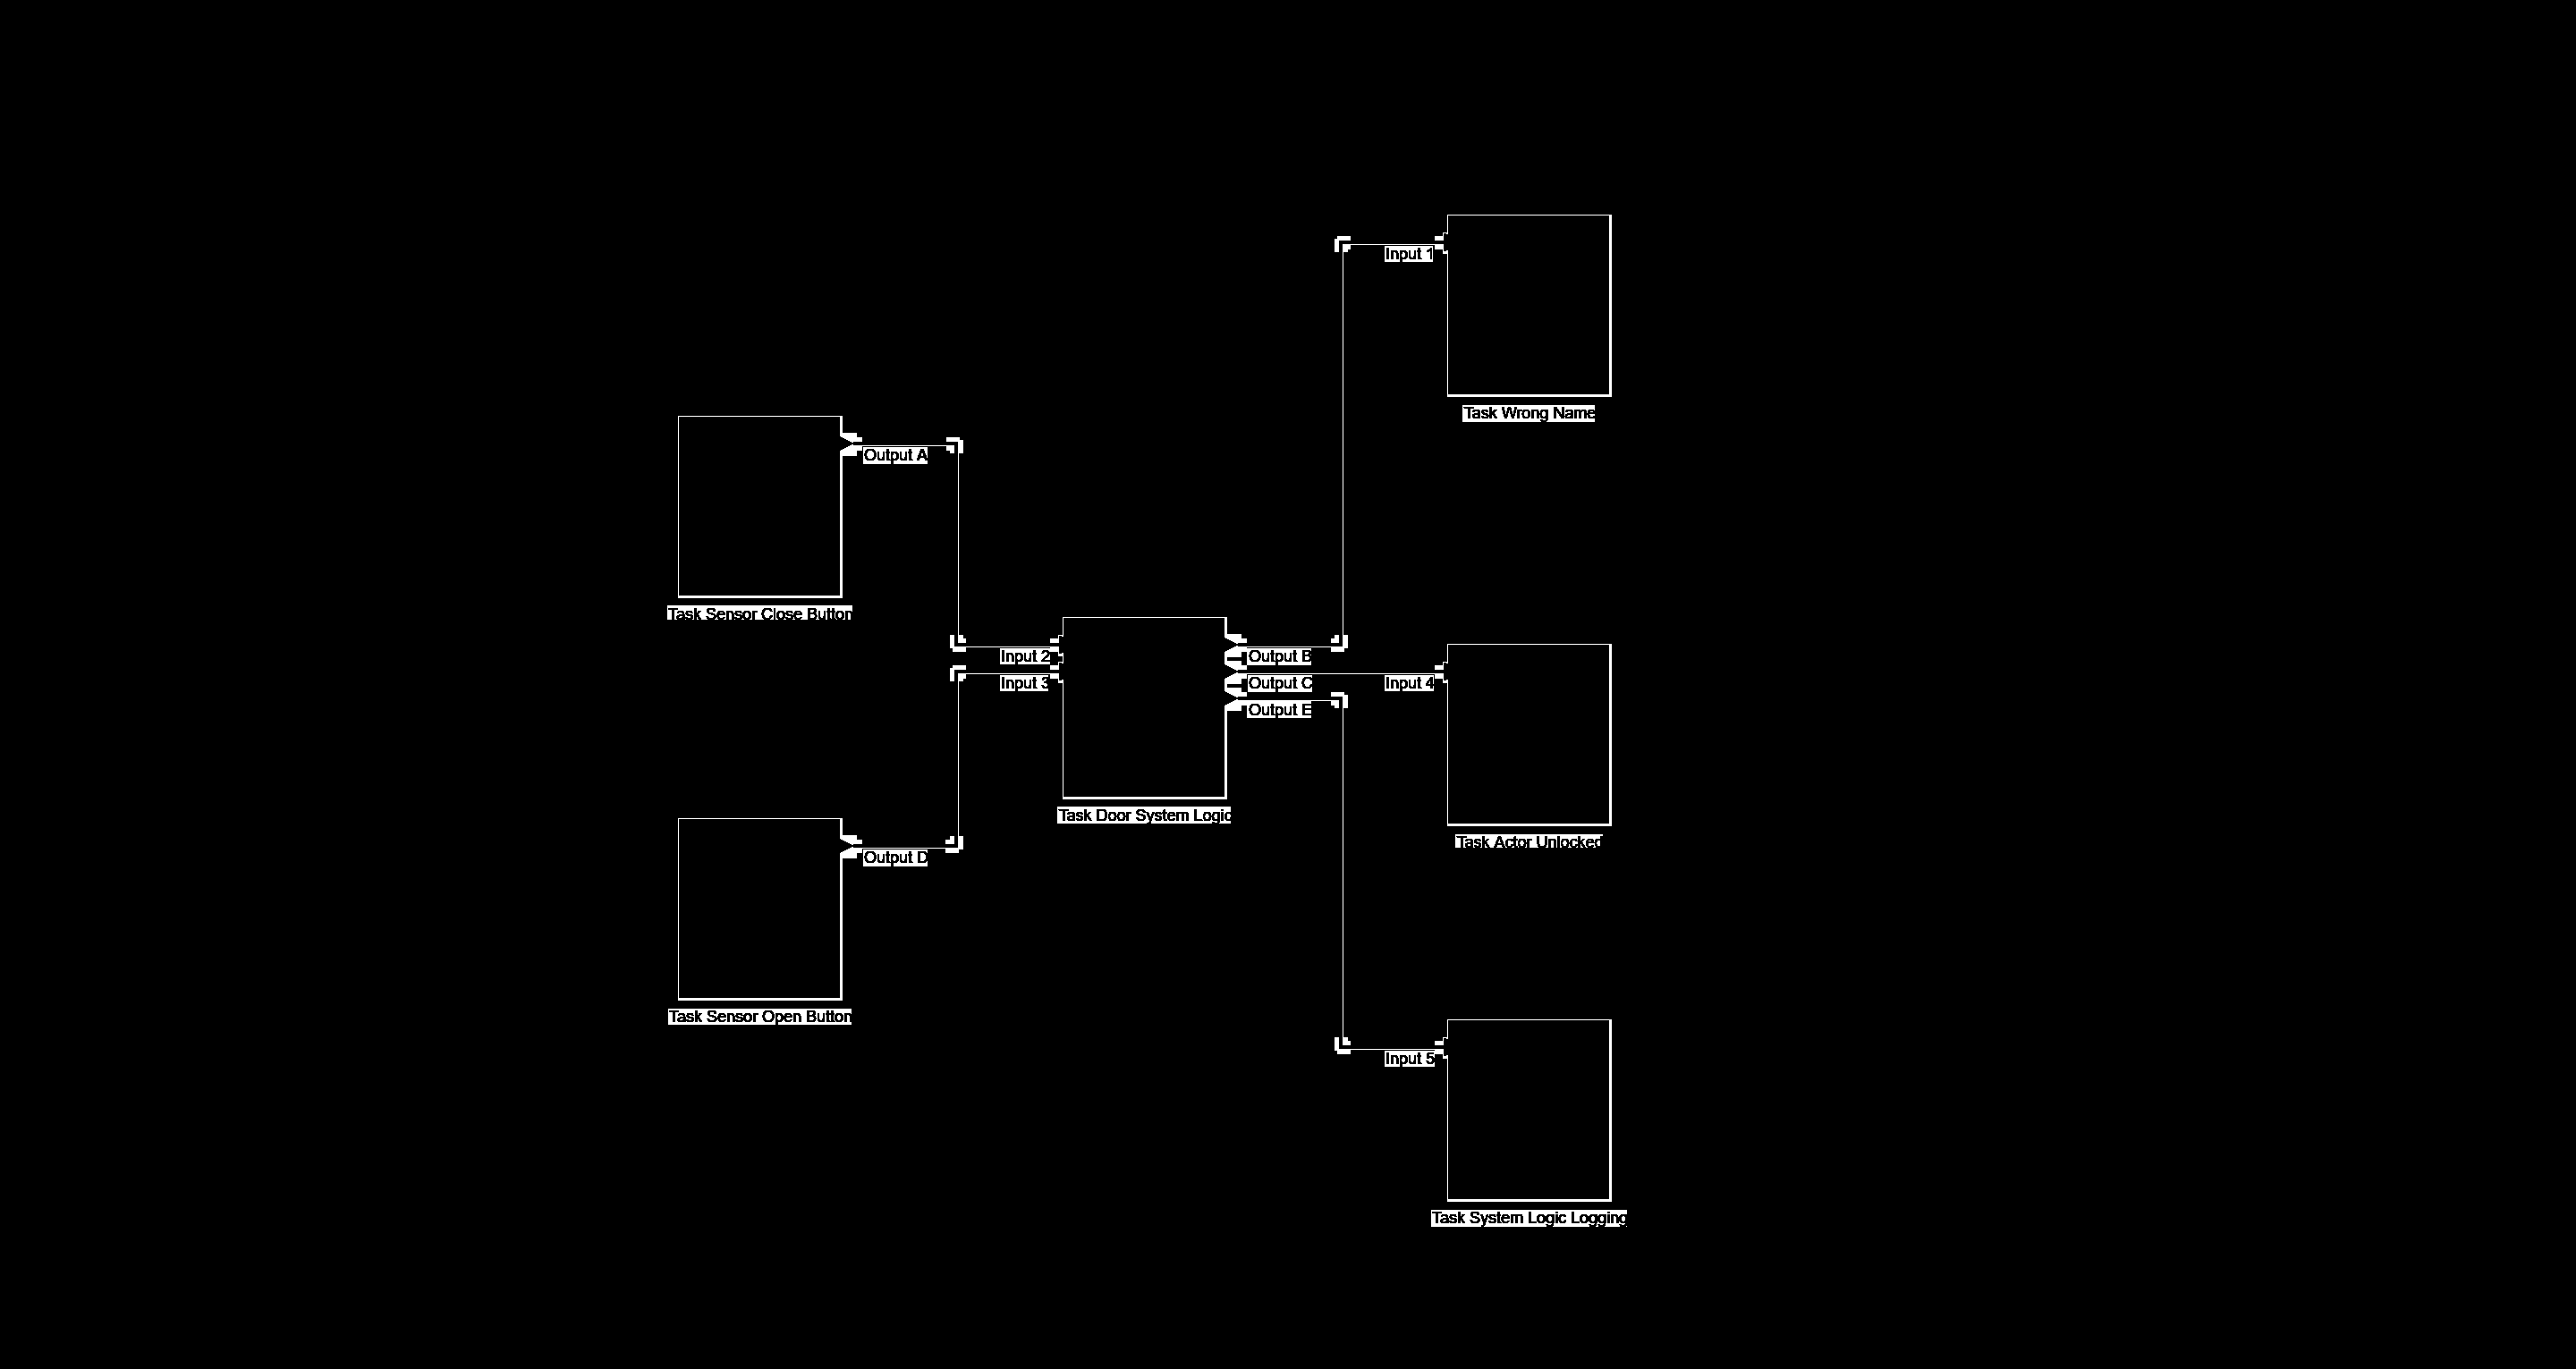 Input 1
Task Wrong Name
Output A
Task Sensor Close Button
Input 2
Output B
Input 3
Output C
Input 4
Output E
Task Door System Logic
Task Actor Unlocked
Output D
Task Sensor Open Button
Input 5
Task System Logic Logging